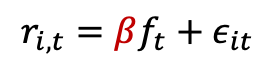 r_{i,t} = βf_t + ϵ_{it}